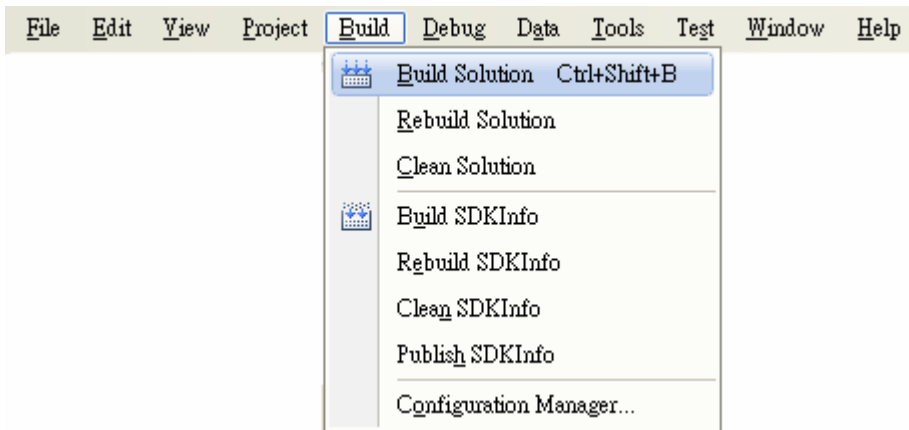 File Edit View Project Build Debug Data Tools Test Window Help
Build Solution Ctrl+Shift+B
Rebuild Solution
Clean Solution
Build SDKInfo
Rebuild SDKInfo
Clean SDKInfo
Publish SDKInfo
Configuration Manager...